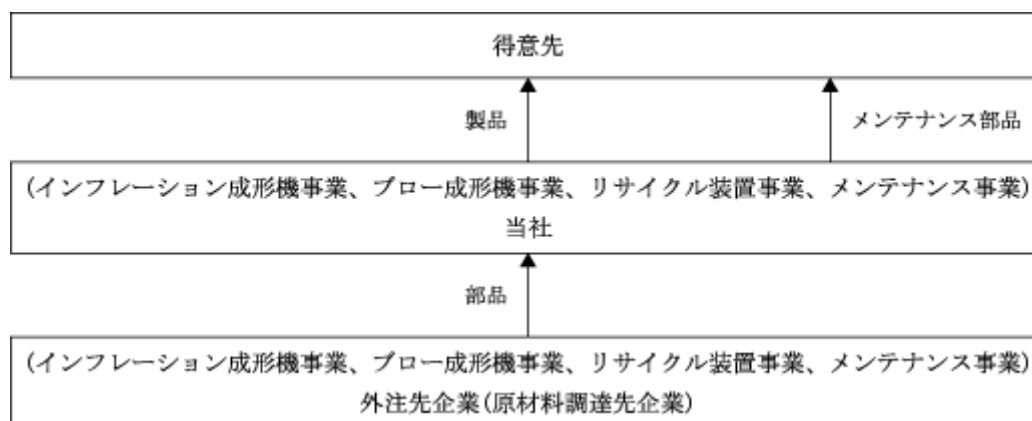 得意先
製品
メンテナンス部品
(インフレーション成形機事業、ブロー成形機事業、リサイクル装置事業、メンテナンス事業)
当社
部品
(インフレーション成形機事業、ブロー成形機事業、リサイクル装置事業、メンテナンス事業)
外注先企業(原材料調達先企業)